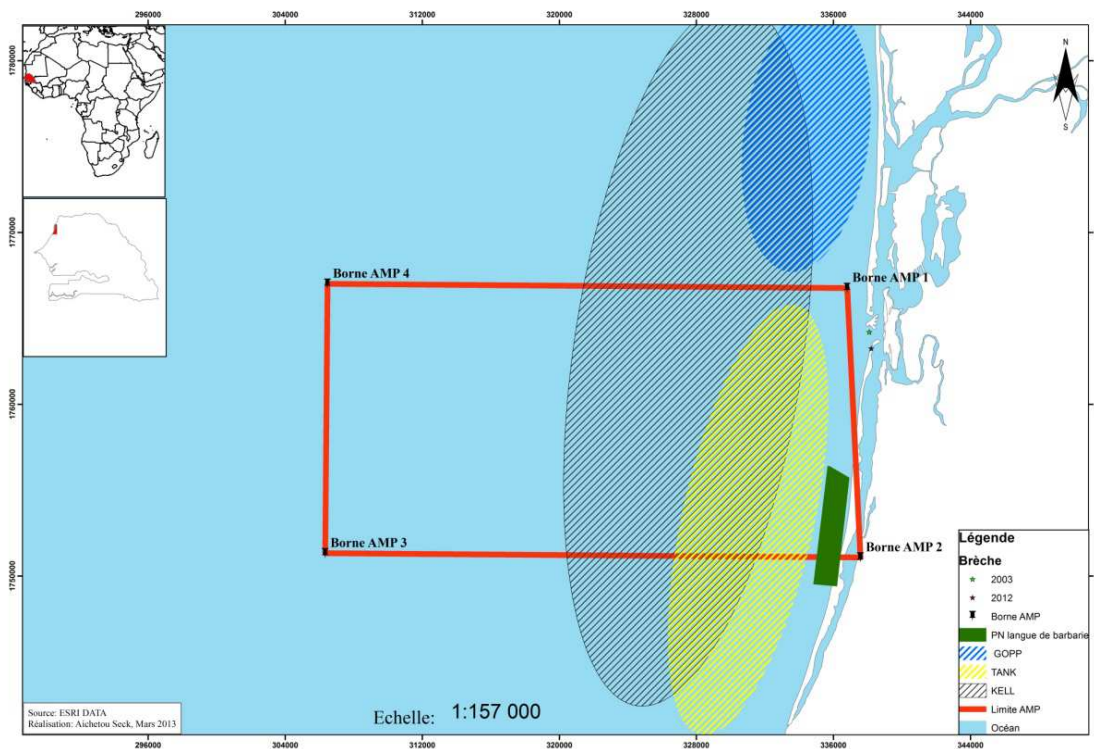 296000 304000 312000 320000 328000 336000 344000
1780000
1770000
1760000
1750000
N
S
Borne AMP 4
Borne AMP 1
Borne AMP 3
Borne AMP 2
Légende
Brèche
2003
2012
Borne AMP
PN langue de barbarie
GOPP
TANK
KELL
Limite AMP
Océan
Source: ESRI DATA
Réalisation: Aichetou Seck, Mars 2013
Echelle: 1:157 000
296000 304000 312000 320000 328000 336000 344000